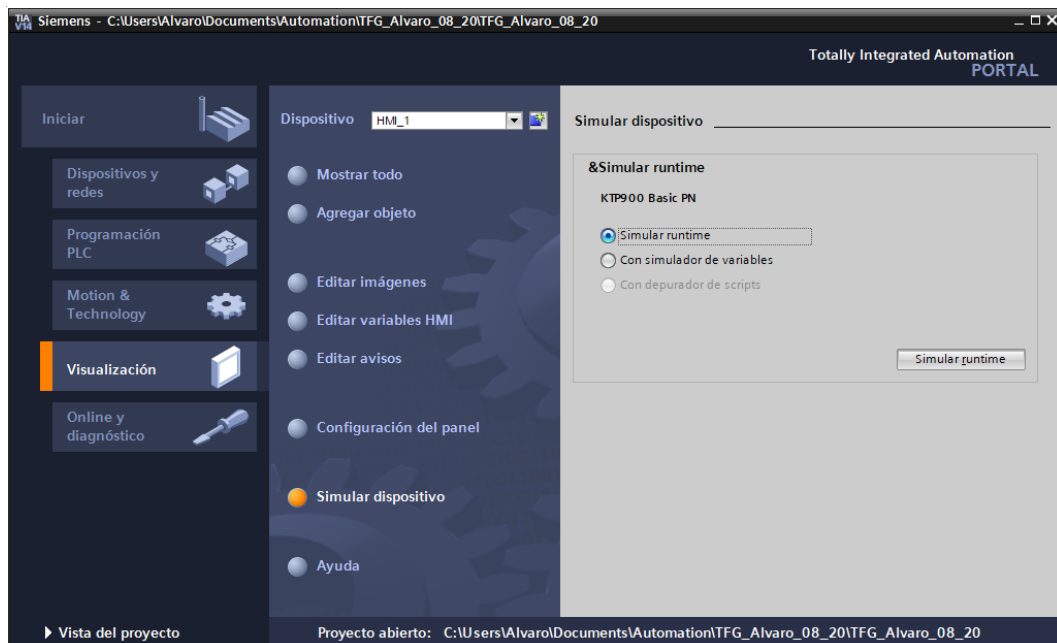 TIA
V14
Siemens - C:\Users\Alvaro\Documents\Automation\TFG_Alvaro_08_20\TFG_Alvaro_08_20
Totally Integrated Automation
PORTAL
Iniciar
Dispositivos y
redes
Programación
PLC
Motion &
Technology
Visualización
Online y
diagnóstico
Vista del proyecto
Dispositivo
HMI_1
Mostrar todo
Agregar objeto
Editar imágenes
Editar variables HMI
Editar avisos
Configuración del panel
Simular dispositivo
Ayuda
Simular dispositivo
&Simular runtime
KTP900 Basic PN
Simular runtime
Con simulador de variables
Con depurador de scripts
Simular runtime
Proyecto abierto: C:\Users\Alvaro\Documents\Automation\TFG_Alvaro_08_20\TFG_Alvaro_08_20